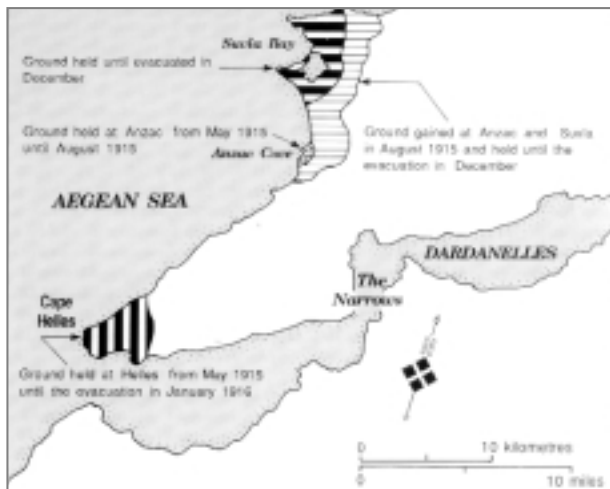 Suvla Bay
Ground held until evacuated in
December
Ground held at Anzac from May 1915
until August 1915
Anzac Cove
Ground gained at Anzac and Suvla
in August 1915 and held until the
evacuation in December
AEGEAN SEA
DARDANELLES
The
Narrows
Cape
Helles
Ground held at Helles from May 1915
until the evacuation in January 1916
0 10 kilometres
0 10 miles